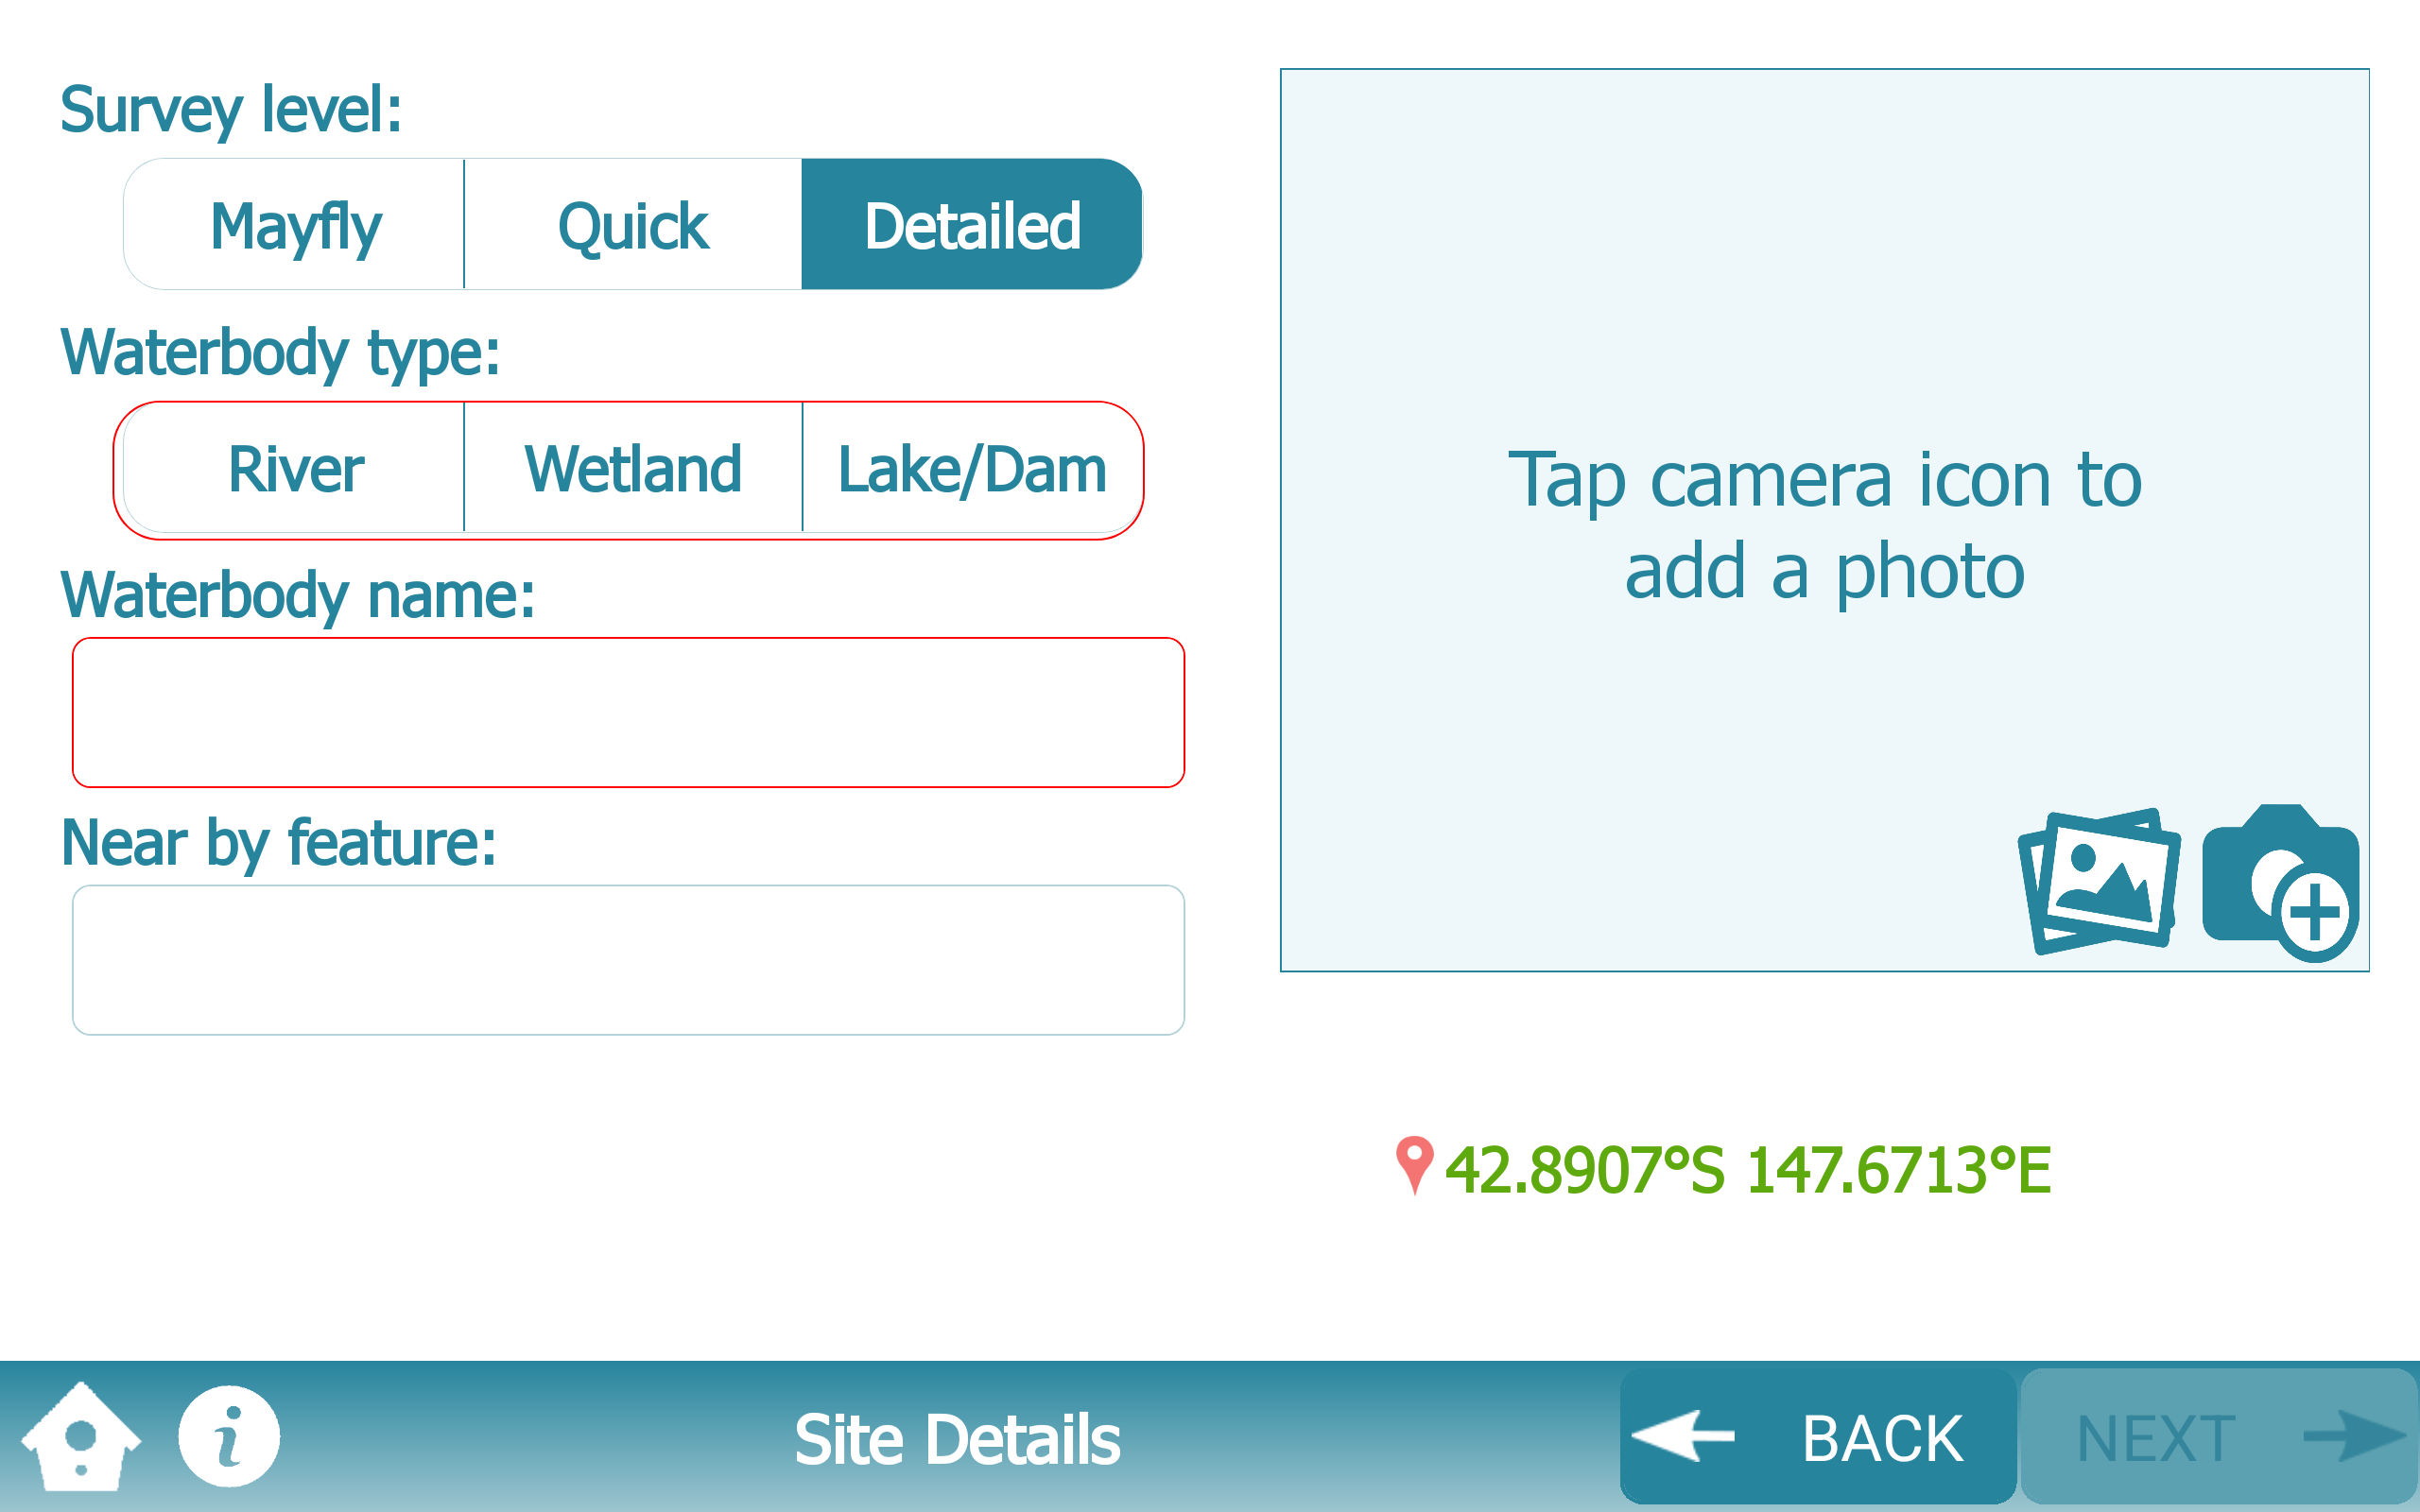 Survey level:
Mayfly Quick Detailed
Waterbody type:
River Wetland Lake/Dam
Waterbody name:
Near by feature:
Tap camera icon to
add a photo
42.8907°S 147.6713°E
Site Details
BACK
NEXT